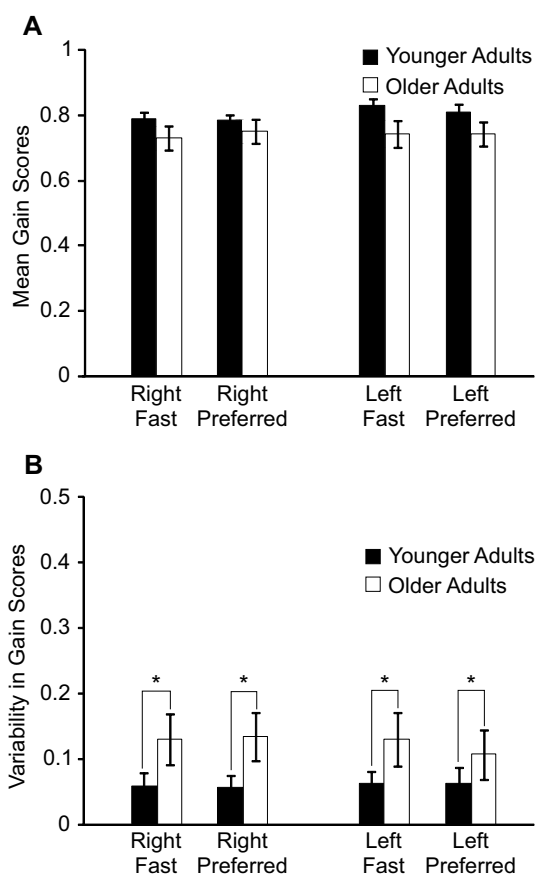 A
1
0.8
0.6
0.4
0.2
0
Mean Gain Scores
Younger Adults
Older Adults
Right Fast
Right Preferred
Left Fast
Left Preferred
B
0.5
0.4
0.3
0.2
0.1
0
Variability in Gain Scores
Younger Adults
Older Adults
* * * *
Right Fast
Right Preferred
Left Fast
Left Preferred